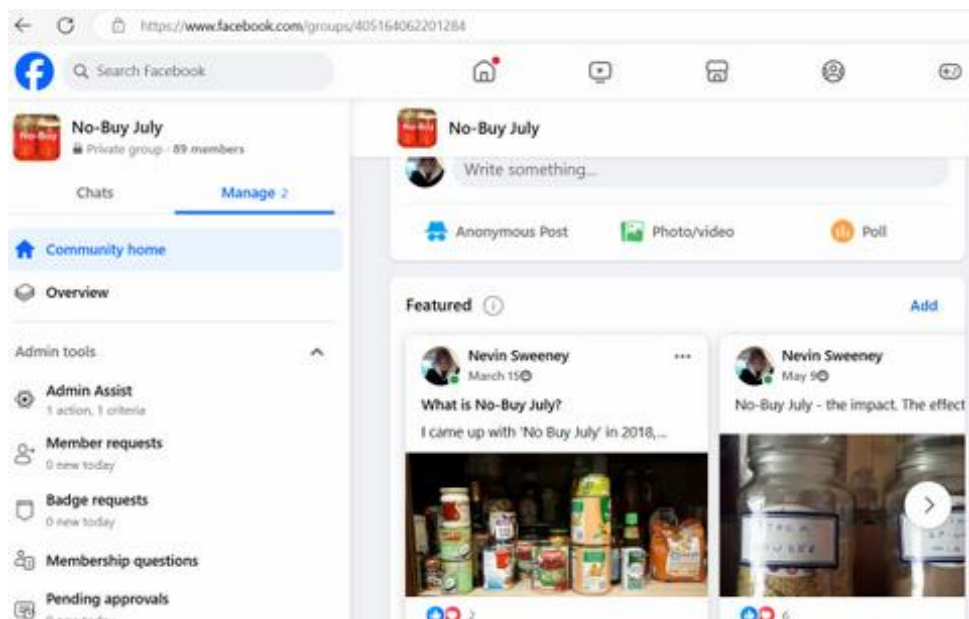 https://www.facebook.com/groups/405164062201284
Search Facebook
No-Buy July
Private group · 89 members
Chats
Manage 2
Community home
Overview
Admin tools
Admin Assist
1 action, 1 criteria
Member requests
0 new today
Badge requests
0 new today
Membership questions
Pending approvals
0 new today
No-Buy July
Write something...
Anonymous Post
Photo/video
Poll
Featured
Add
Nevin Sweeney
March 15
What is No-Buy July?
I came up with 'No Buy July' in 2018,...
2
Nevin Sweeney
May 9
No-Buy July - the impact. The effect
6